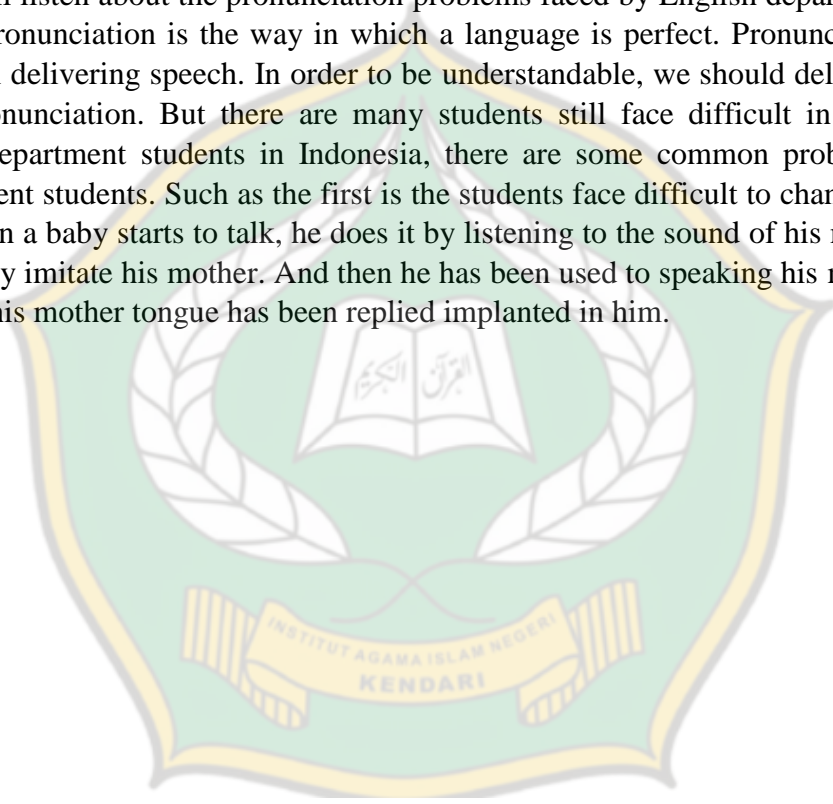 listen about the pronunciation problems faced by English depar
ronunciation is the way in which a language is perfect. Pronunc
delivering speech. In order to be understandable, we should del
nunciation. But there are many students still face difficult in
epartment students in Indonesia, there are some common prob
ent students. Such as the first is the students face difficult to chan
n a baby starts to talk, he does it by listening to the sound of his
y imitate his mother. And then he has been used to speaking his
his mother tongue has been replied implanted in him.
القرآن الكريم
INSTITUT AGAMA ISLAM NEGERI
KENDARI